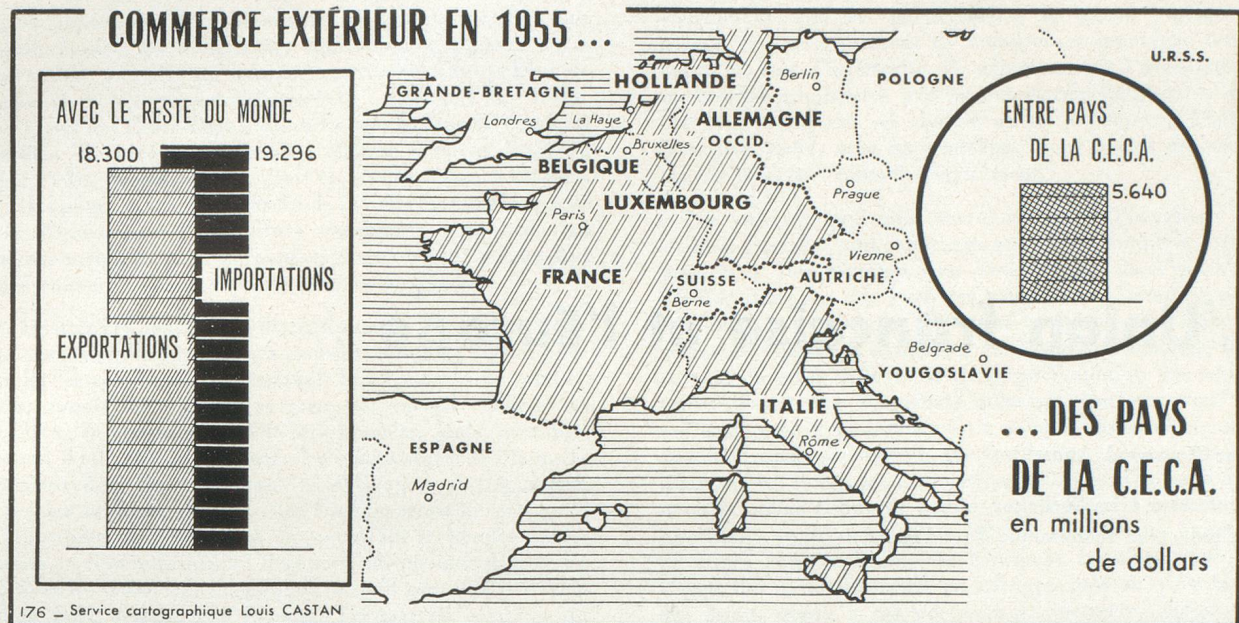 COMMERCE EXTÉRIEUR EN 1955...
AVEC LE RESTE DU MONDE
18.300
19.296
IMPORTATIONS
EXPORTATIONS
GRANDE-BRETAGNE
Londres
HOLLANDE
La Haye
Berlin
POLOGNE
U.R.S.S.
ALLEMAGNE
OCCID.
Bruxelles
BELGIQUE
LUXEMBOURG
Prague
Paris
Vienne
FRANCE
SUISSE
Berne
AUTRICHE
Belgrade
YOUGOSLAVIE
ITALIE
Rôme
ESPAGNE
Madrid
ENTRE PAYS
DE LA C.E.C.A.
5.640
...DES PAYS
DE LA C.E.C.A.
en millions
de dollars
176 _ Service cartographique Louis CASTAN